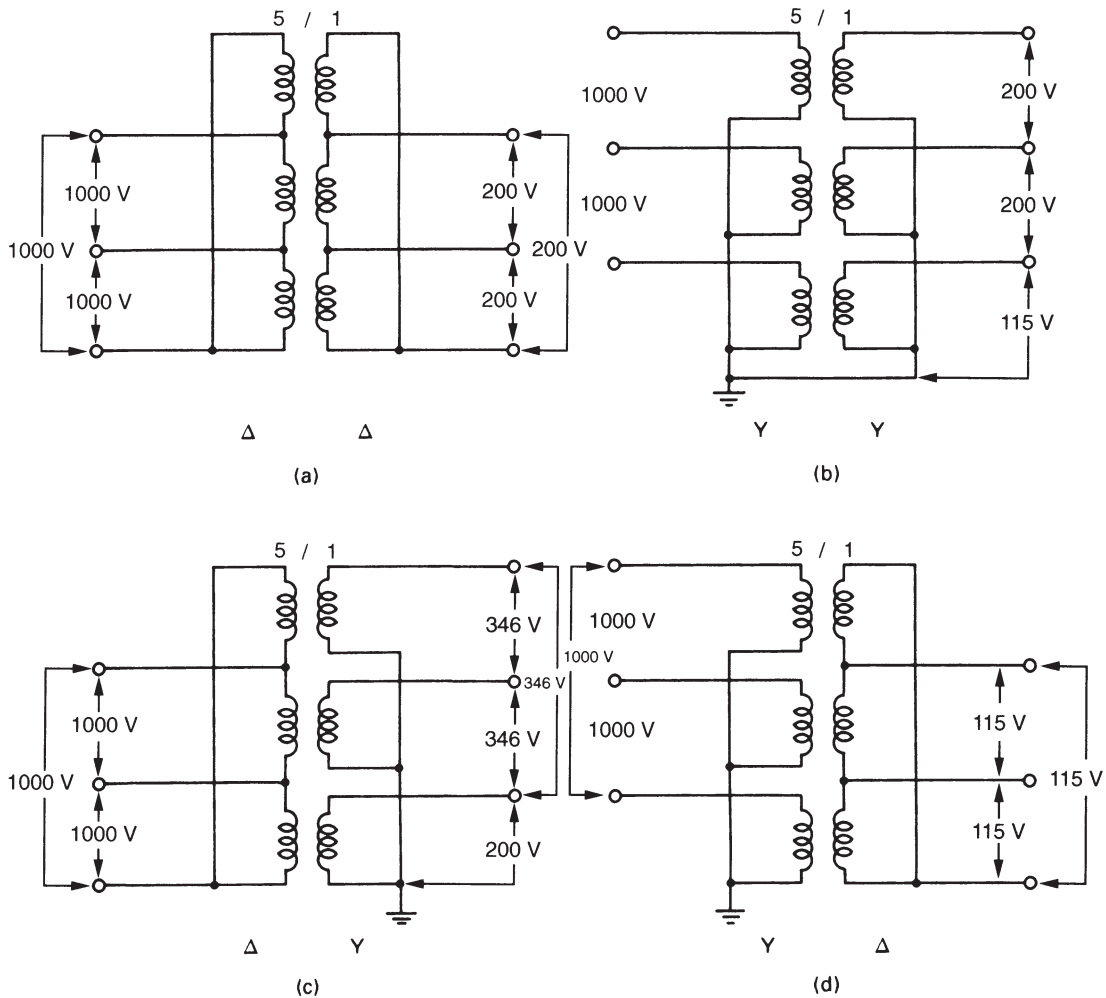 5 / 1
1000 V
1000 V
1000 V
200 V
200 V
200 V
Δ Δ
(a)
5 / 1
1000 V
1000 V
200 V
200 V
115 V
Y Y
(b)
5 / 1
1000 V
1000 V
1000 V
346 V
346 V
346 V
200 V
Δ Y
(c)
5 / 1
1000 V
1000 V
1000 V
115 V
115 V
115 V
Y Δ
(d)